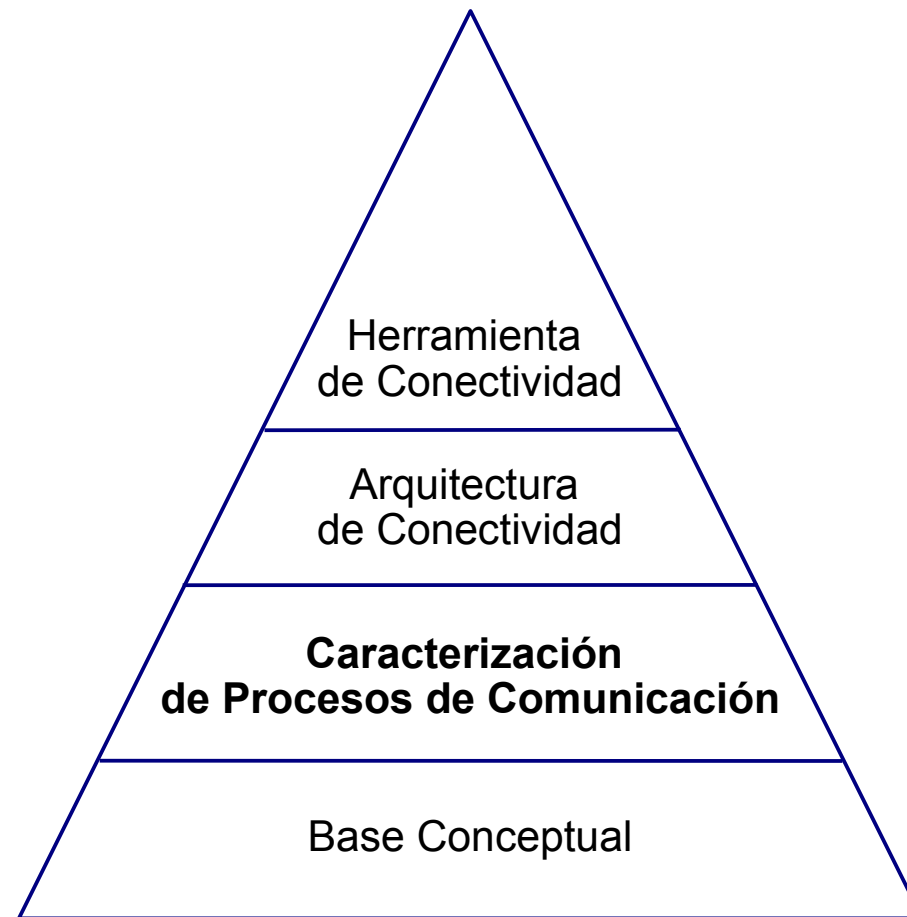 Herramienta
de Conectividad
Arquitectura
de Conectividad
Caracterización
de Procesos de Comunicación
Base Conceptual